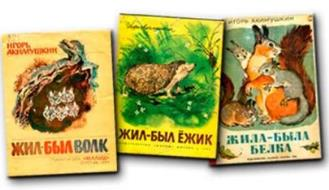 ИГОРЬ
АКИМУШКИН
ЖИЛ-БЫЛ ВОЛК
ЖИЛ-БЫЛ ЁЖИК
ИГОРЬ АКИМУШКИН
ЖИЛА-БЫЛА
БЕЛКА